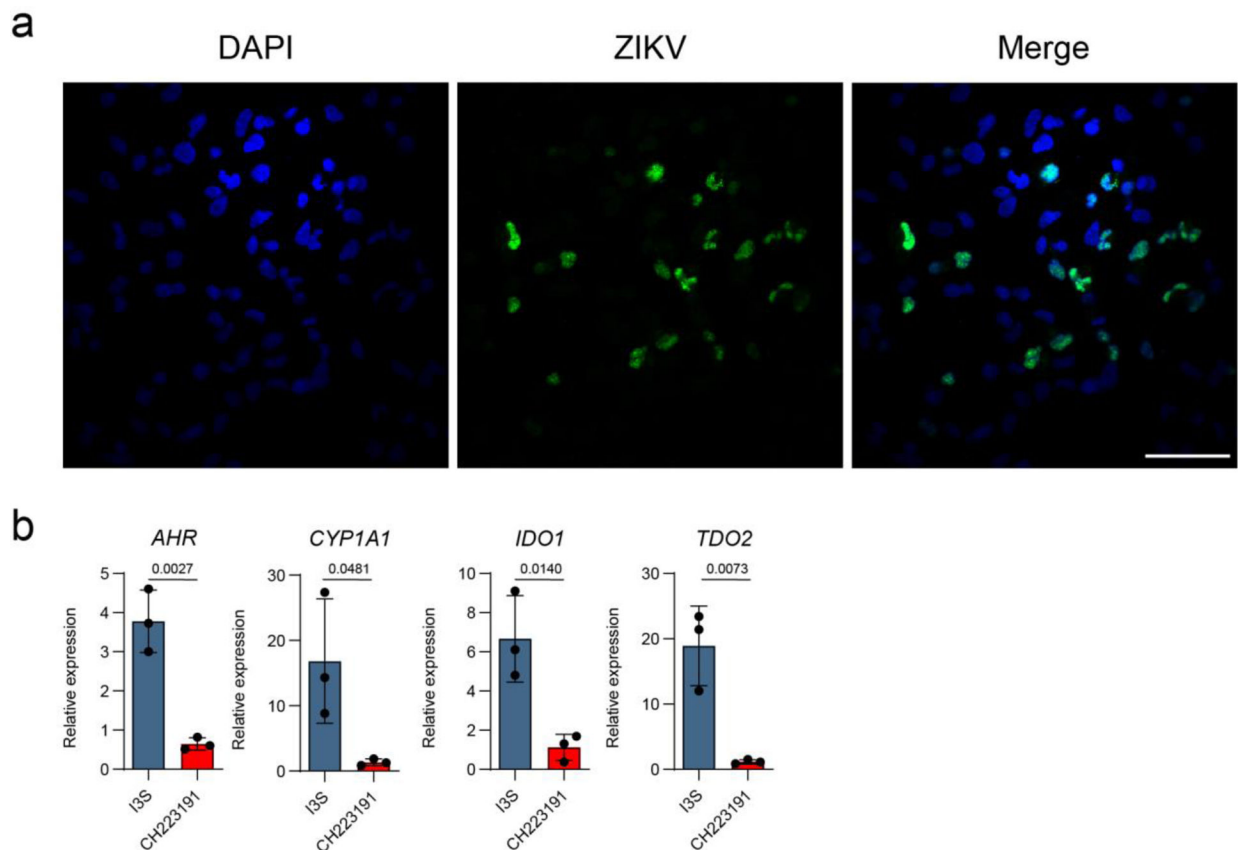 a
DAPI ZIKV Merge
b
AHR CYP1A1 IDO1 TDO2
0.0027 0.0481 0.0140 0.0073
Relative expression
5
4
3
2
1
0
I3S
CH223191
Relative expression
30
20
10
0
I3S
CH223191
Relative expression
10
8
6
4
2
0
I3S
CH223191
Relative expression
30
20
10
0
I3S
CH223191